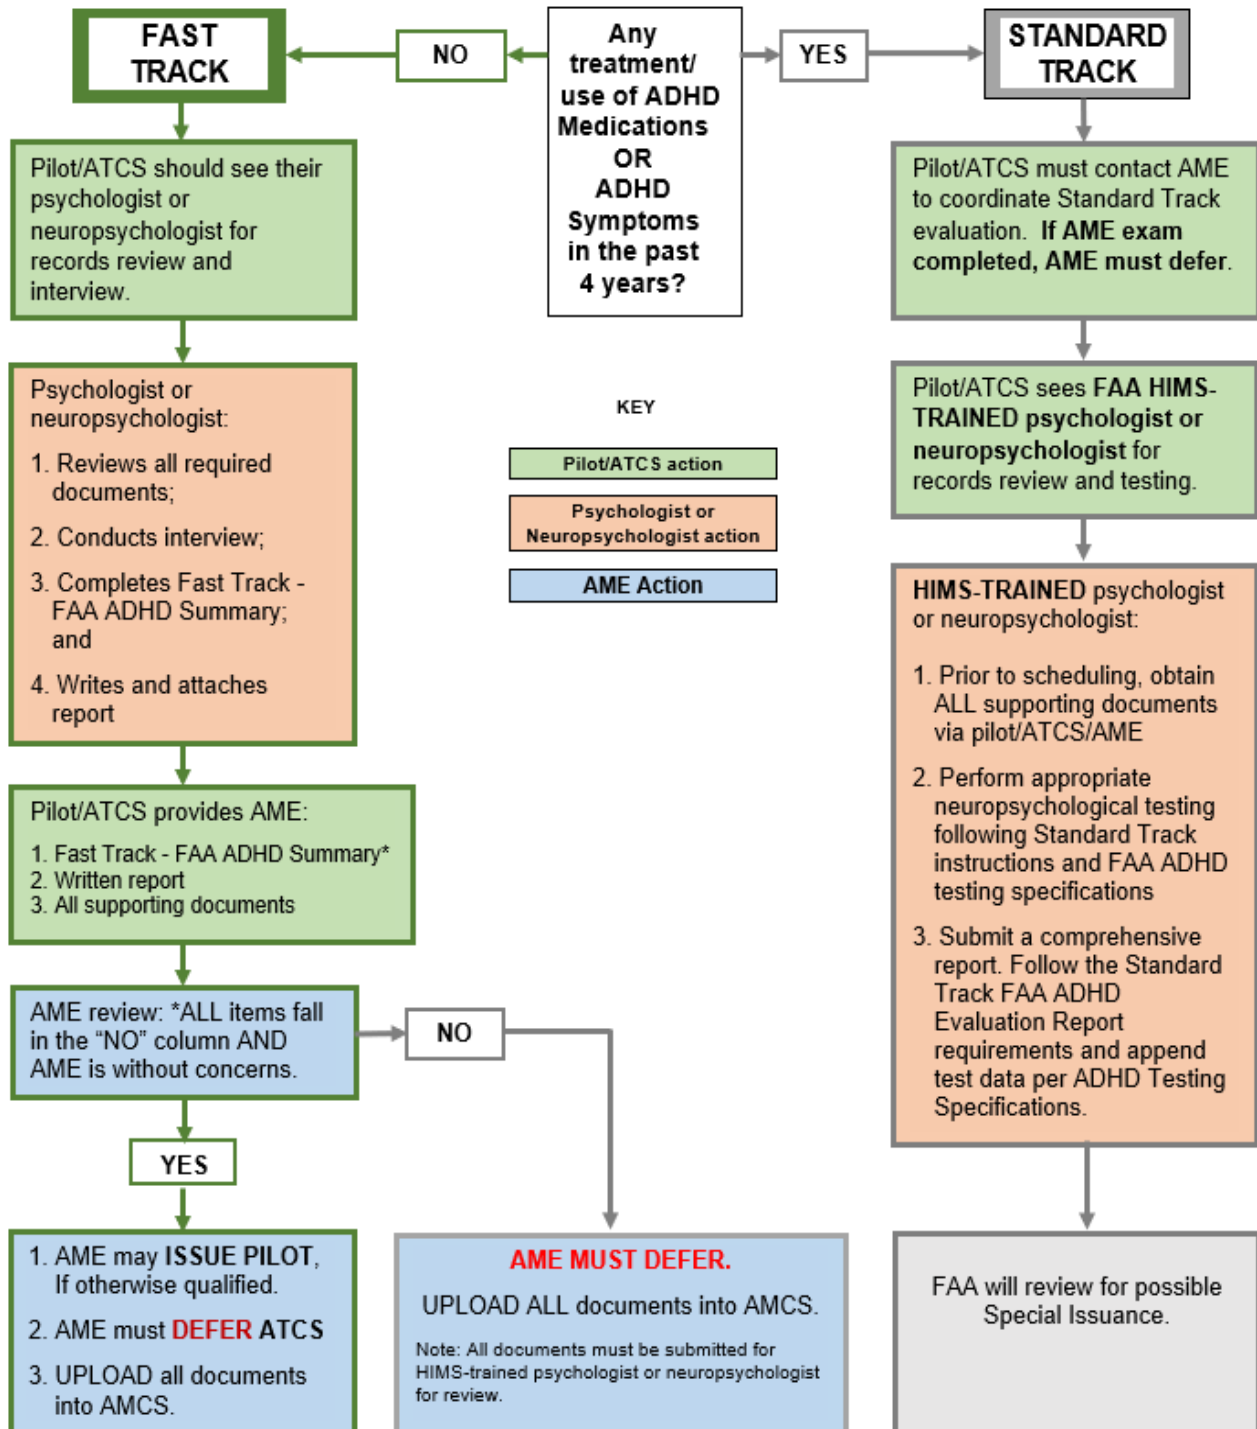 FAST
TRACK
NO
Any
treatment/
use of ADHD
Medications
OR
ADHD
Symptoms
in the past
4 years?
YES
STANDARD
TRACK
Pilot/ATCS should see their
psychologist or
neuropsychologist for
records review and
interview.
Psychologist or
neuropsychologist:
1. Reviews all required
documents;
2. Conducts interview;
3. Completes Fast Track -
FAA ADHD Summary;
and
4. Writes and attaches
report
Pilot/ATCS provides AME:
1. Fast Track - FAA ADHD Summary*
2. Written report
3. All supporting documents
AME review: *ALL items fall
in the “NO” column AND
AME is without concerns.
NO
YES
1. AME may ISSUE PILOT,
If otherwise qualified.
2. AME must DEFER ATCS
3. UPLOAD all documents
into AMCS.
AME MUST DEFER.
UPLOAD ALL documents into AMCS.
Note: All documents must be submitted for
HIMS-trained psychologist or neuropsychologist
for review.
KEY
Pilot/ATCS action
Psychologist or
Neuropsychologist action
AME Action
Pilot/ATCS must contact AME
to coordinate Standard Track
evaluation. If AME exam
completed, AME must defer.
Pilot/ATCS sees FAA HIMS-
TRAINED psychologist or
neuropsychologist for
records review and testing.
HIMS-TRAINED psychologist
or neuropsychologist:
1. Prior to scheduling, obtain
ALL supporting documents
via pilot/ATCS/AME
2. Perform appropriate
neuropsychological testing
following Standard Track
instructions and FAA ADHD
testing specifications
3. Submit a comprehensive
report. Follow the Standard
Track FAA ADHD
Evaluation Report
requirements and append
test data per ADHD Testing
Specifications.
FAA will review for possible
Special Issuance.